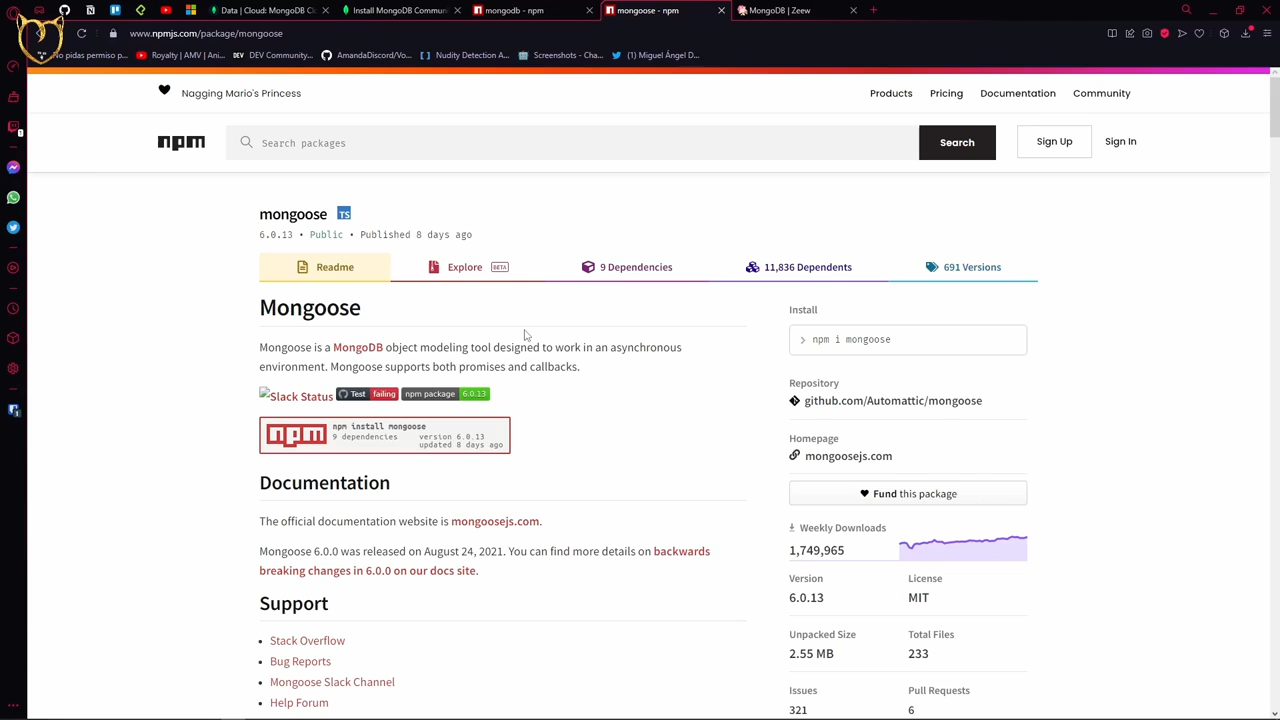 Data | Cloud: MongoDB Cl
Install MongoDB Commun
mongodb - npm
mongoose - npm
MongoDB | Zeew
www.npmjs.com/package/mongoose
No pidas permiso p
Royalty | AMV | Ani...
DEV Community...
AmandaDiscord/Vo...
Nudity Detection A...
Screenshots - Cha...
(1) Miguel Ángel D...
Nagging Mario's Princess
Products
Pricing
Documentation
Community
npm
Search packages
Search
Sign Up
Sign In
mongoose TS
6.0.13 • Public • Published 8 days ago
Readme
Explore BETA
9 Dependencies
11,836 Dependents
691 Versions
Mongoose
Mongoose is a MongoDB object modeling tool designed to work in an asynchronous
environment. Mongoose supports both promises and callbacks.
Slack Status Test failing npm package 6.0.13
npm
npm install mongoose
9 dependencies version 6.0.13
updated 8 days ago
Documentation
The official documentation website is mongoosejs.com.
Mongoose 6.0.0 was released on August 24, 2021. You can find more details on backwards
breaking changes in 6.0.0 on our docs site.
Support
• Stack Overflow
• Bug Reports
• Mongoose Slack Channel
• Help Forum
Install
> npm i mongoose
Repository
github.com/Automattic/mongoose
Homepage
mongoosejs.com
Fund this package
Weekly Downloads
1,749,965
Version
License
6.0.13
MIT
Unpacked Size
Total Files
2.55 MB
233
Issues
Pull Requests
321
6